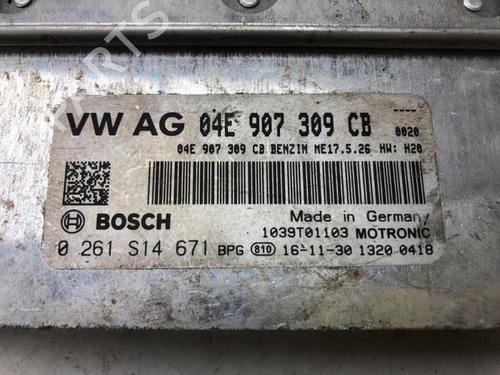 VW AG 04E 907 309 CB 0020
04E 907 309 CB BENZIN ME17.5.26 HW: H20
BOSCH
Made in Germany
1039T01103 MOTRONIC
0 261 S14 671 BPG 810 16-11-30 1320 0418
PARTS